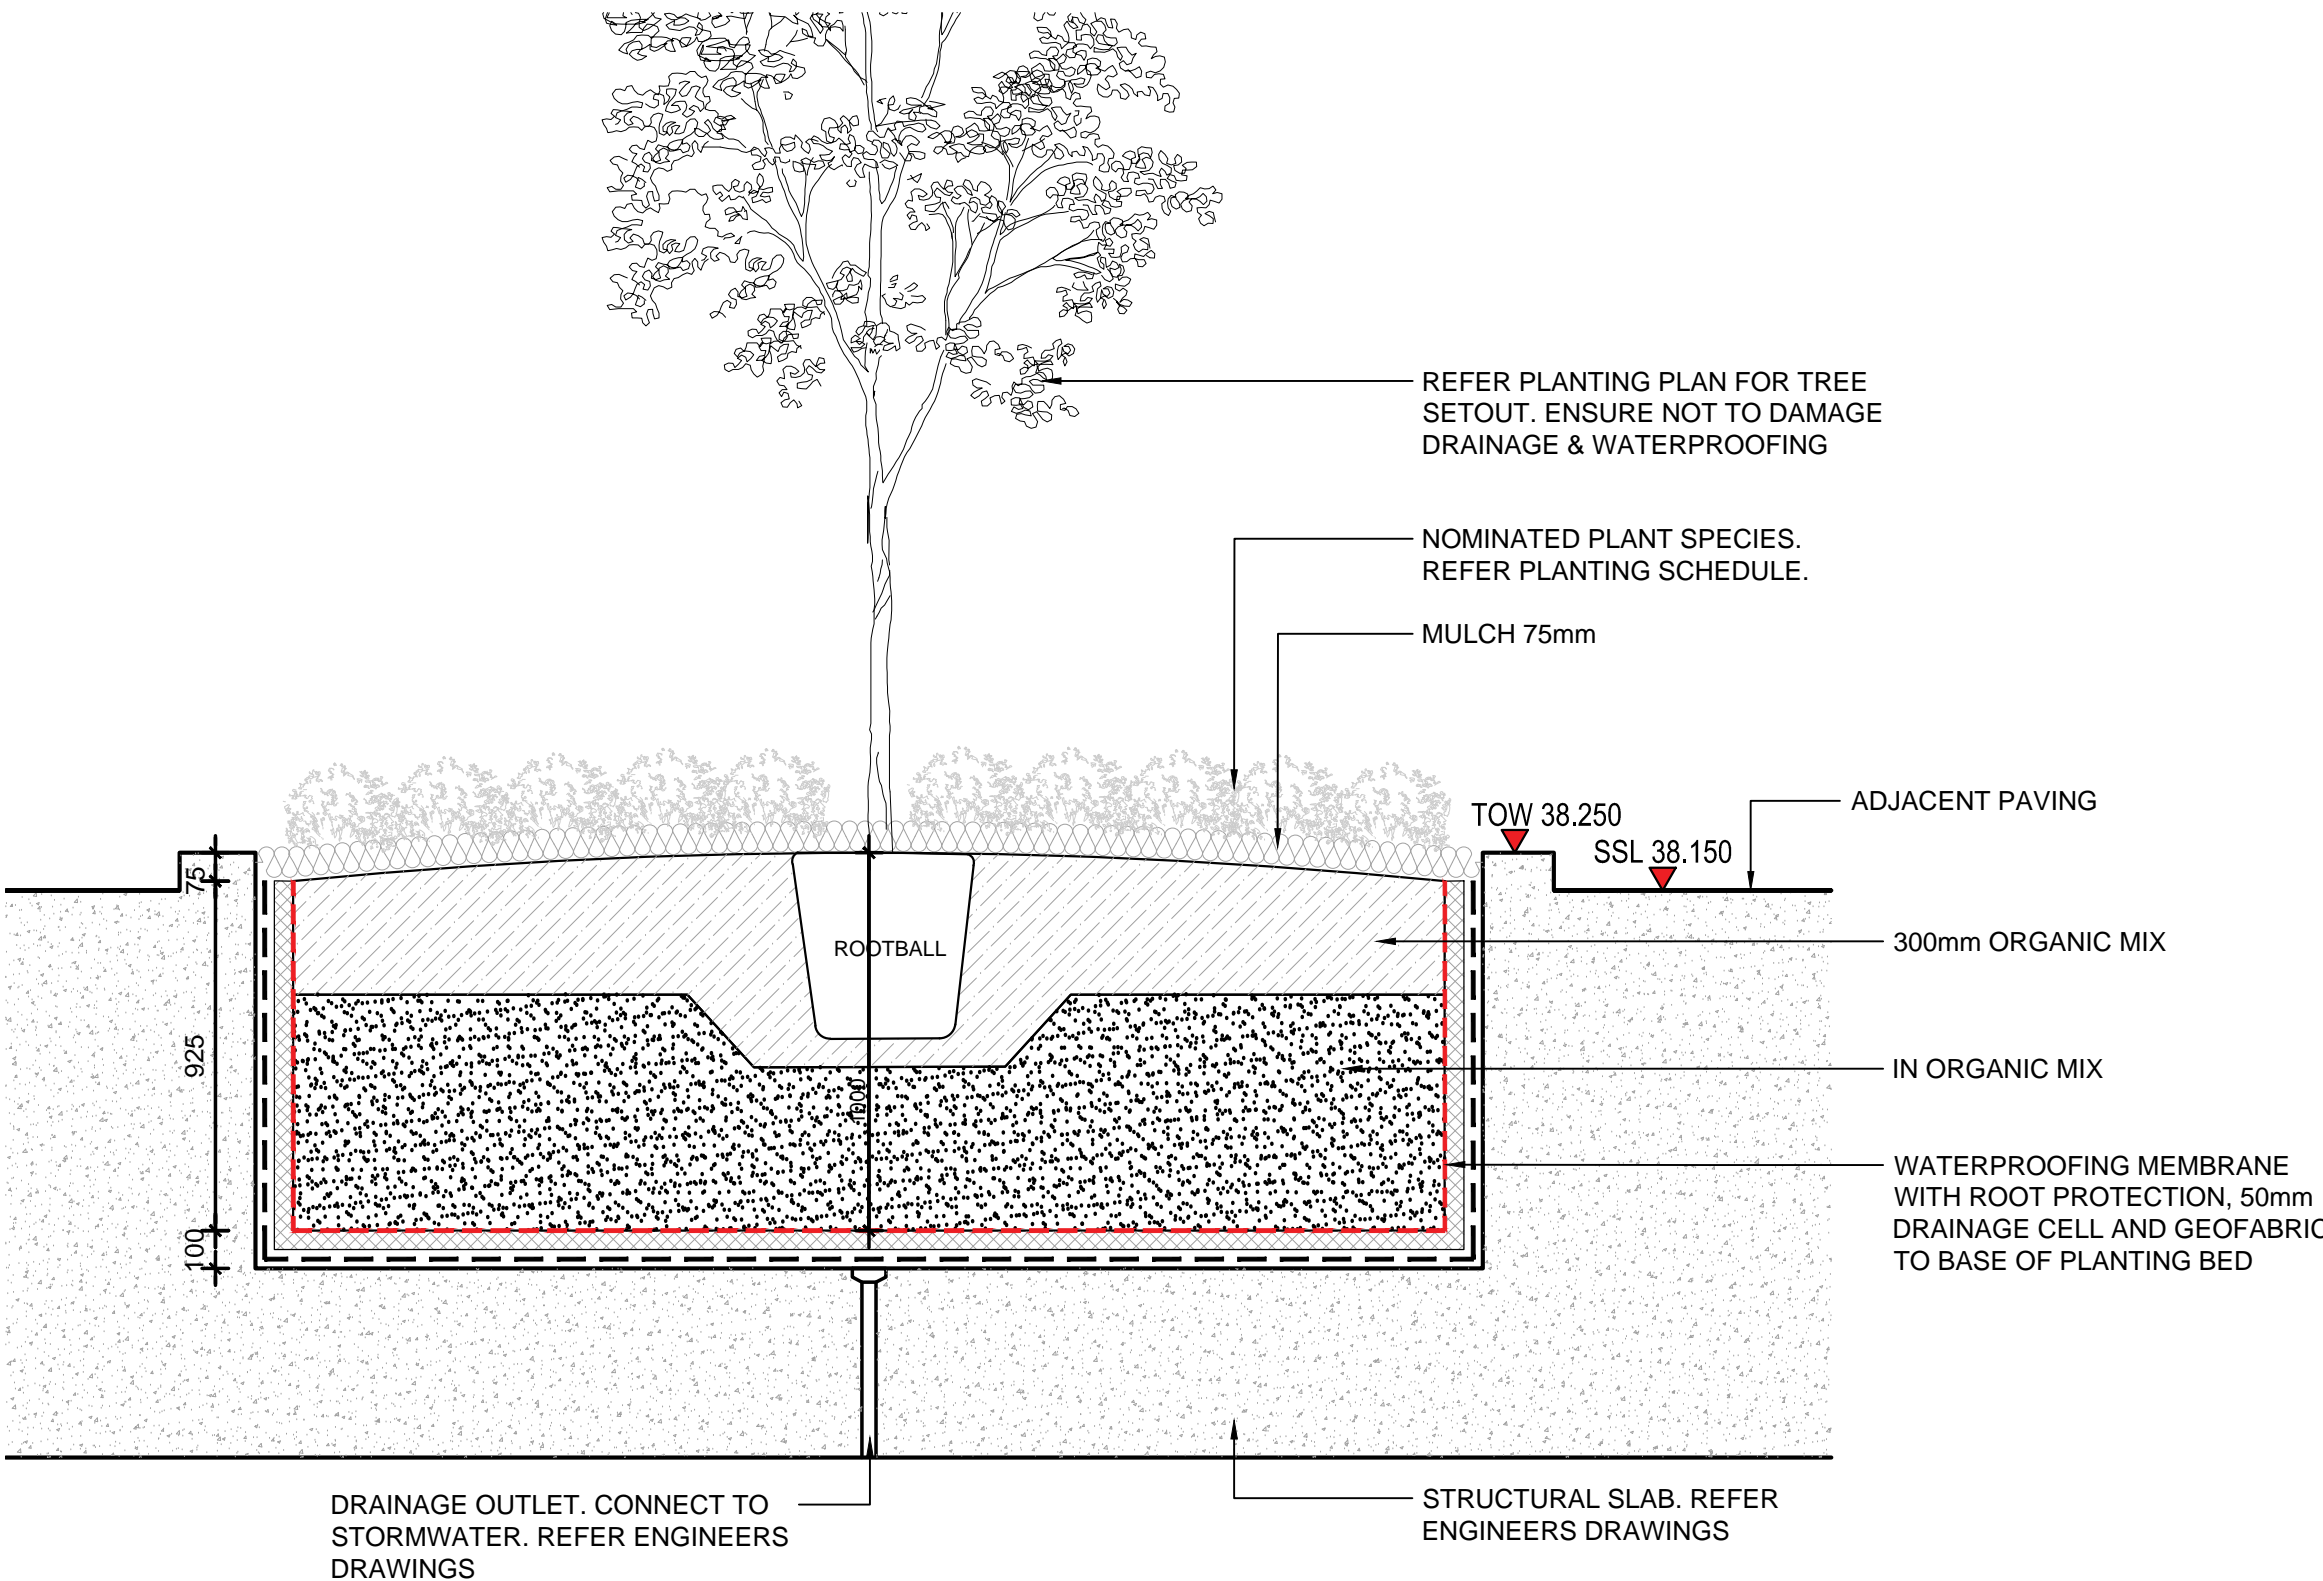 REFER PLANTING PLAN FOR TREE
SETOUT. ENSURE NOT TO DAMAGE
DRAINAGE & WATERPROOFING
NOMINATED PLANT SPECIES.
REFER PLANTING SCHEDULE.
MULCH 75mm
ADJACENT PAVING
TOW 38.250
SSL 38.150
75
ROOTBALL
300mm ORGANIC MIX
925
1000
IN ORGANIC MIX
WATERPROOFING MEMBRANE
WITH ROOT PROTECTION, 50mm
DRAINAGE CELL AND GEOFABRIC
TO BASE OF PLANTING BED
100
DRAINAGE OUTLET. CONNECT TO
STORMWATER. REFER ENGINEERS
DRAWINGS
STRUCTURAL SLAB. REFER
ENGINEERS DRAWINGS